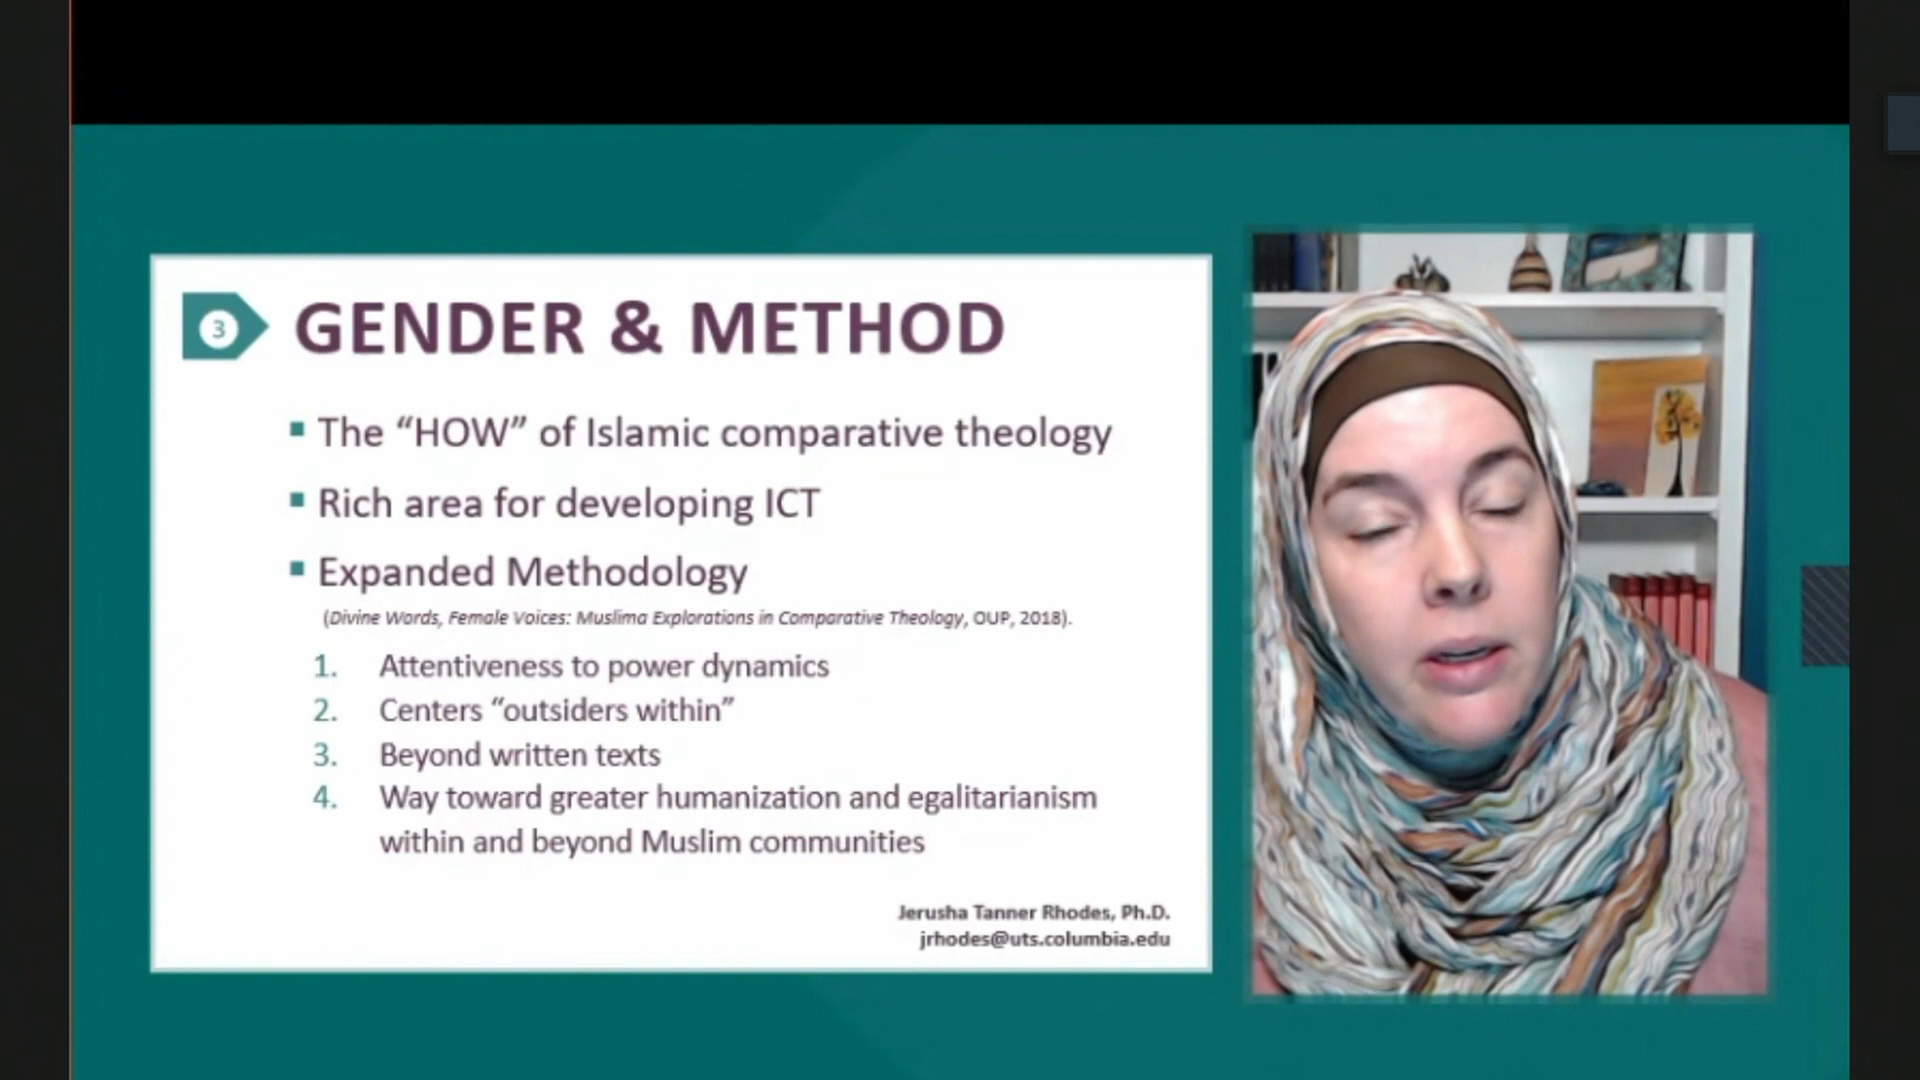 3
GENDER & METHOD
▪ The “HOW” of Islamic comparative theology
▪ Rich area for developing ICT
▪ Expanded Methodology
(Divine Words, Female Voices: Muslima Explorations in Comparative Theology, OUP, 2018).
1. Attentiveness to power dynamics
2. Centers “outsiders within”
3. Beyond written texts
4. Way toward greater humanization and egalitarianism
within and beyond Muslim communities
Jerusha Tanner Rhodes, Ph.D.
jrhodes@uts.columbia.edu